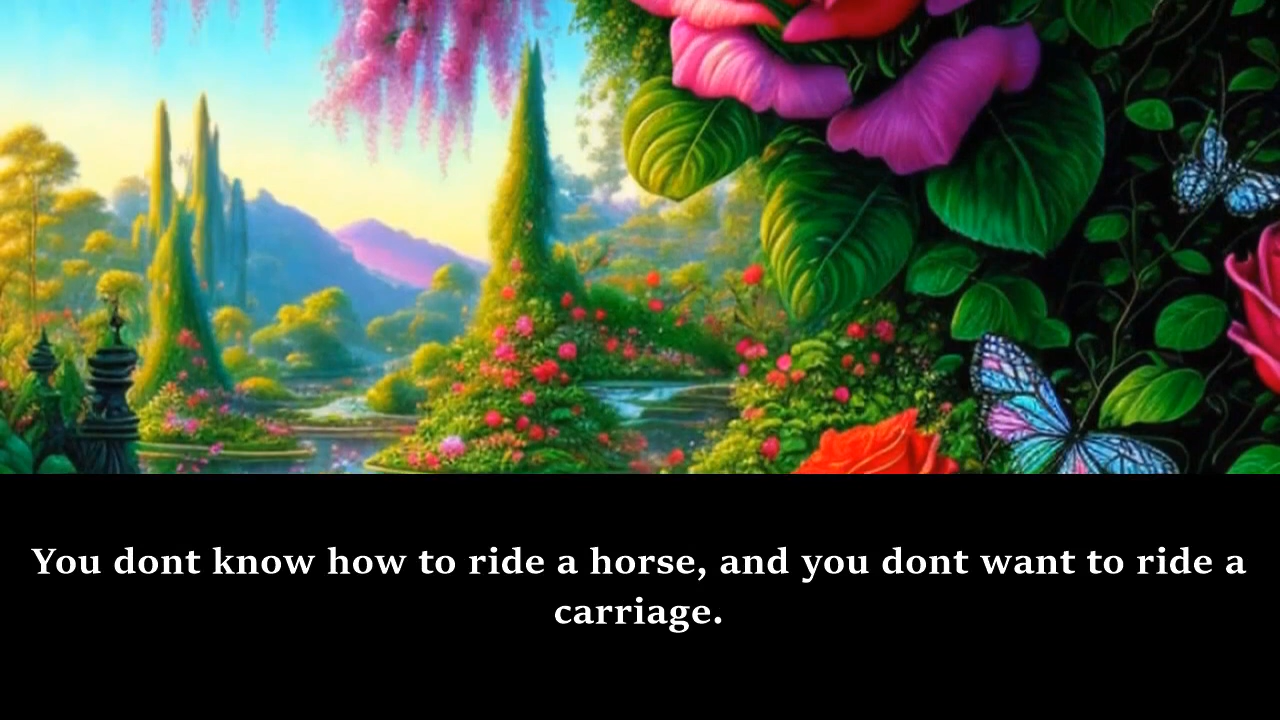 You dont know how to ride a horse, and you dont want to ride a
carriage.